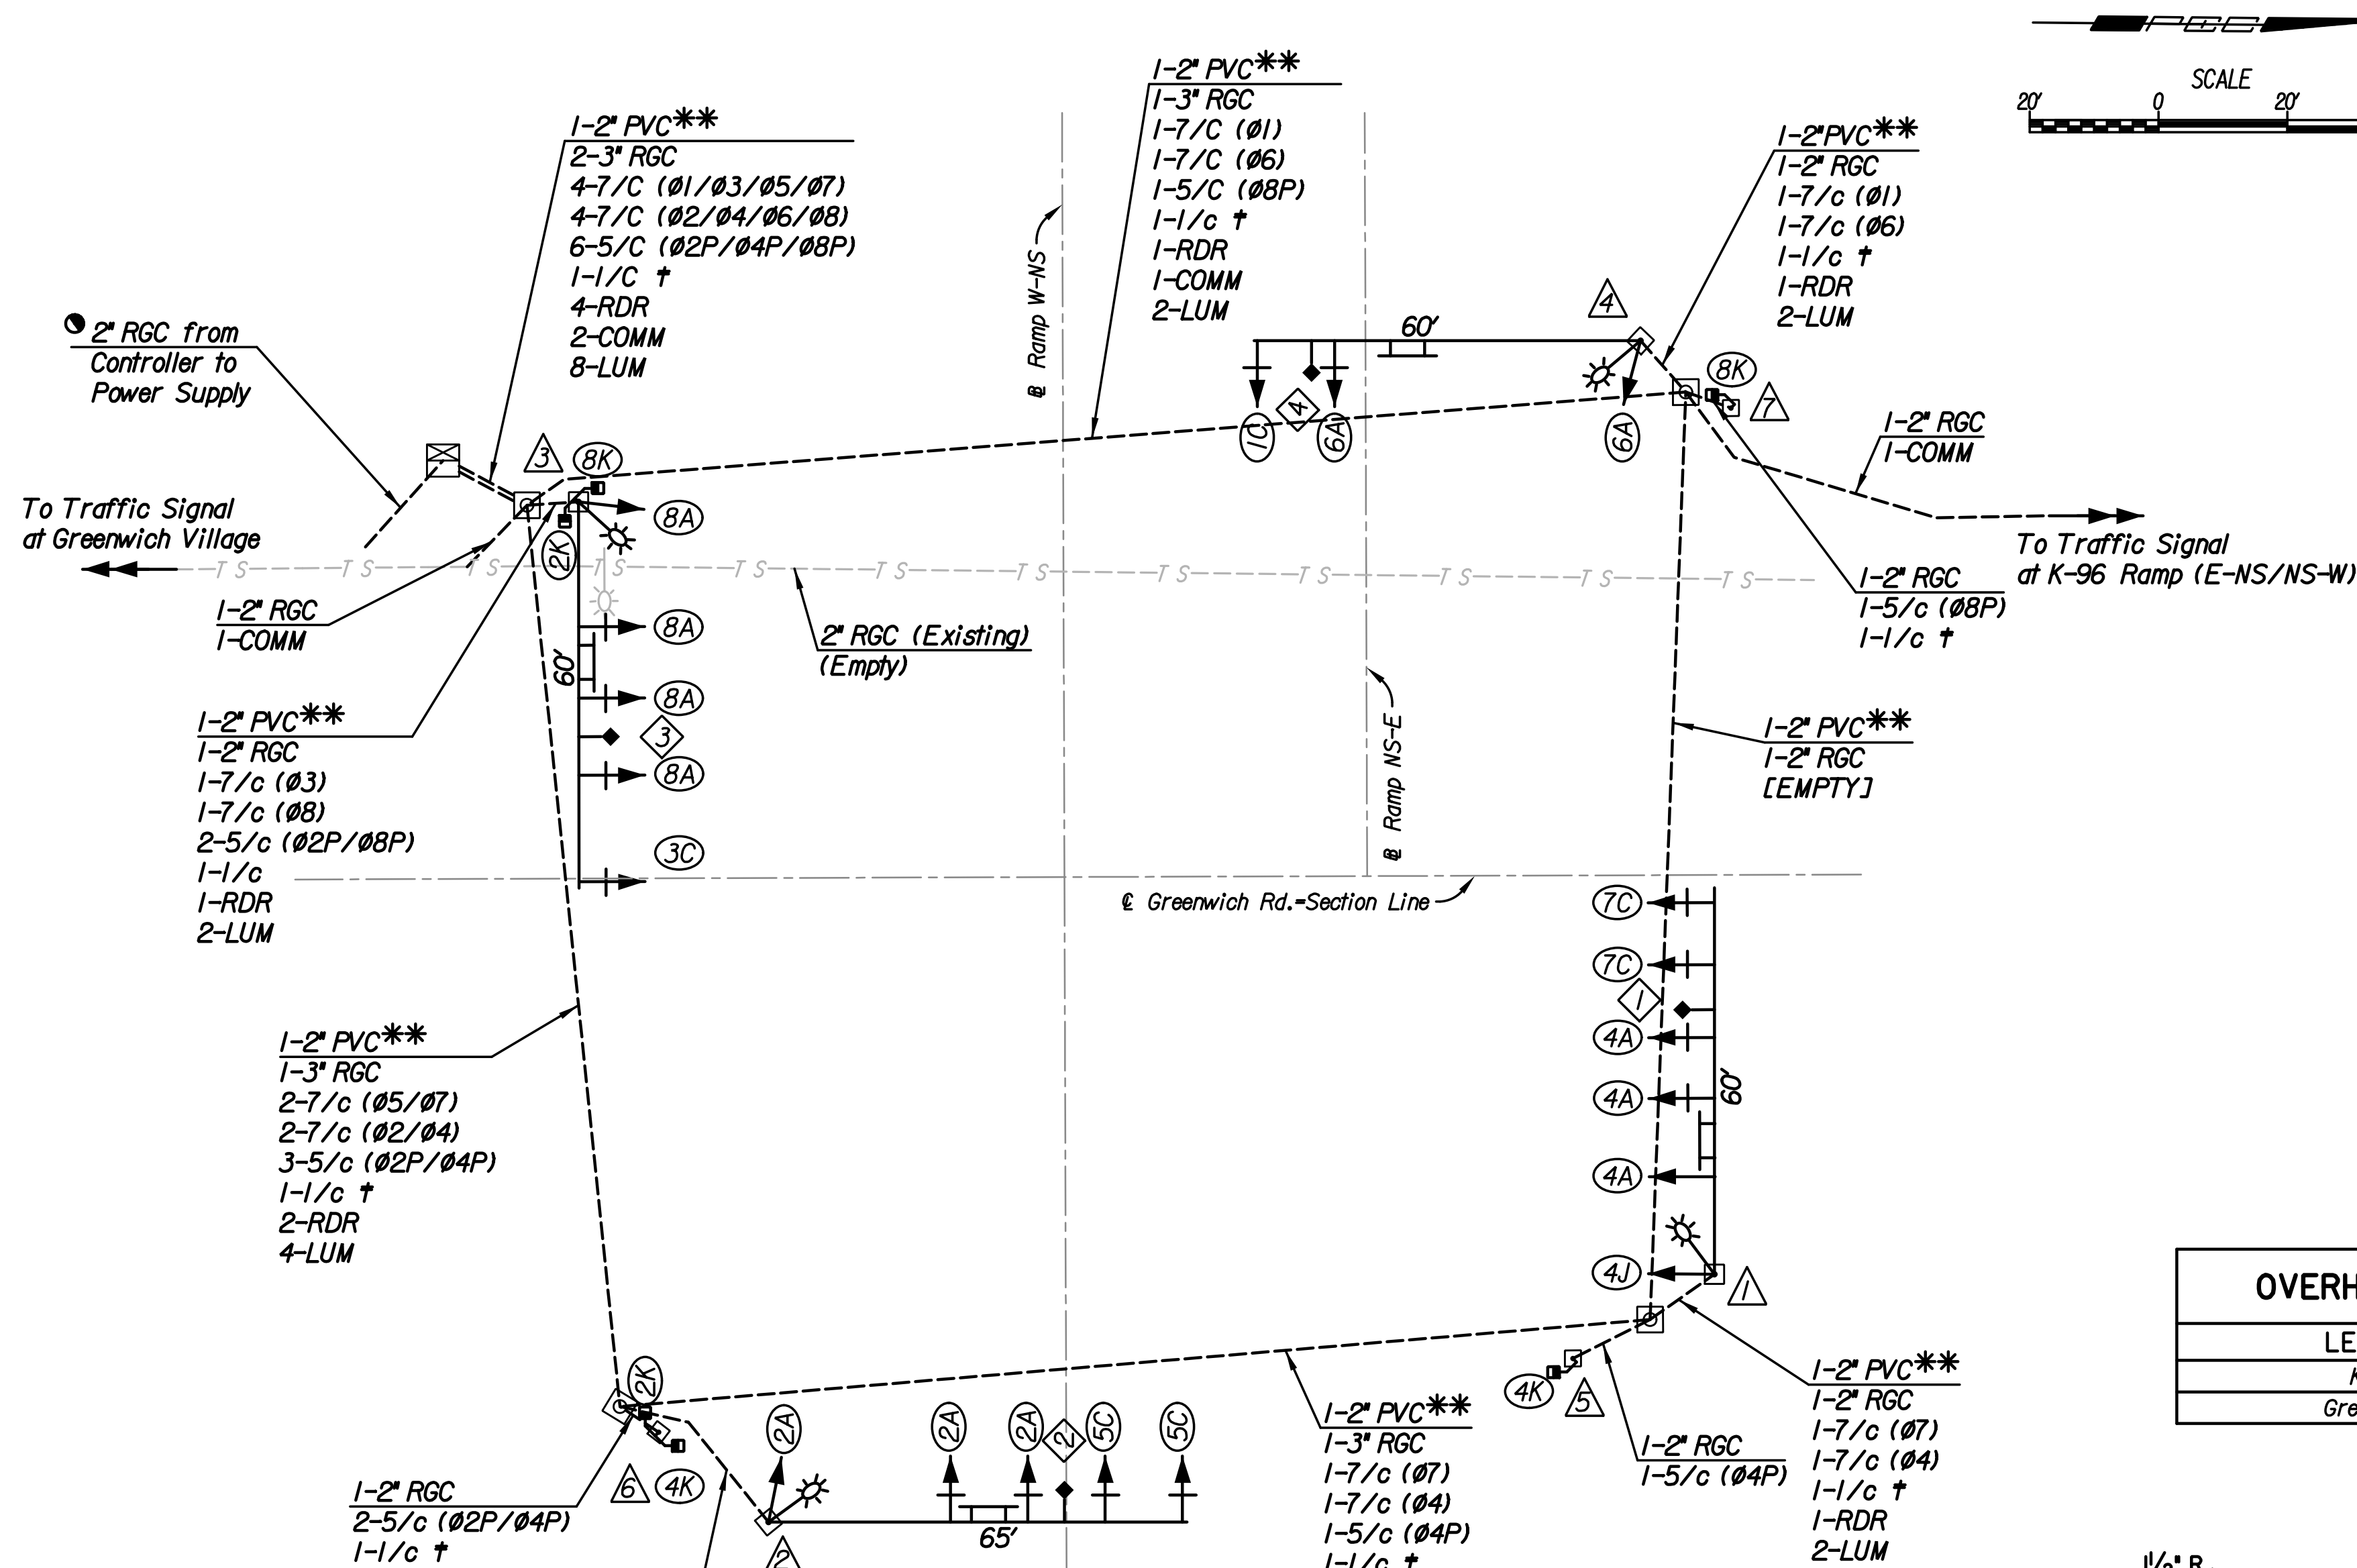 SCALE
20' 0 20'
1-2" PVC**
2-3" RGC
4-7/C (Ø1/Ø3/Ø5/Ø7)
4-7/C (Ø2/Ø4/Ø6/Ø8)
6-5/C (Ø2P/Ø4P/Ø8P)
1-1/C ‡
4-RDR
2-COMM
8-LUM
1-2" PVC**
1-3" RGC
1-7/C (Ø1)
1-7/C (Ø6)
1-5/C (Ø8P)
1-1/c ‡
1-RDR
1-COMM
2-LUM
1-2"PVC**
1-2" RGC
1-7/c (Ø1)
1-7/c (Ø6)
1-1/c ‡
1-RDR
2-LUM
2" RGC from
Controller to
Power Supply
℄ Ramp W-NS
60'
4
8K
7
1C
4
6A
6A
1-2" RGC
1-COMM
3
8K
8A
2K
To Traffic Signal
at Greenwich Village
To Traffic Signal
at K-96 Ramp (E-NS/NS-W)
T S T S T S T S T S T S T S T S T S T S T S T S
1-2" RGC
1-COMM
2" RGC (Existing)
(Empty)
1-2" RGC
1-5/c (Ø8P)
1-1/c ‡
8A
60'
8A
3
8A
3C
1-2" PVC**
1-2" RGC
1-7/c (Ø3)
1-7/c (Ø8)
2-5/c (Ø2P/Ø8P)
1-1/c
1-RDR
2-LUM
℄ Ramp NS-E
1-2" PVC**
1-2" RGC
[EMPTY]
℄ Greenwich Rd.=Section Line
7C
7C
1
4A
4A
60'
4A
4J
1
1-2" PVC**
1-3" RGC
2-7/c (Ø5/Ø7)
2-7/c (Ø2/Ø4)
3-5/c (Ø2P/Ø4P)
1-1/c ‡
2-RDR
4-LUM
OVERH
LE
K
Gre
2K
6
4K
2A
2A
2A
2
5C
5C
65'
2
4K
5
1-2" RGC
2-5/c (Ø2P/Ø4P)
1-1/c ‡
1-2" PVC**
1-3" RGC
1-7/c (Ø7)
1-7/c (Ø4)
1-5/c (Ø4P)
1-1/c ‡
1-2" RGC
1-5/c (Ø4P)
1-2" PVC**
1-2" RGC
1-7/c (Ø7)
1-7/c (Ø4)
1-1/c ‡
1-RDR
2-LUM